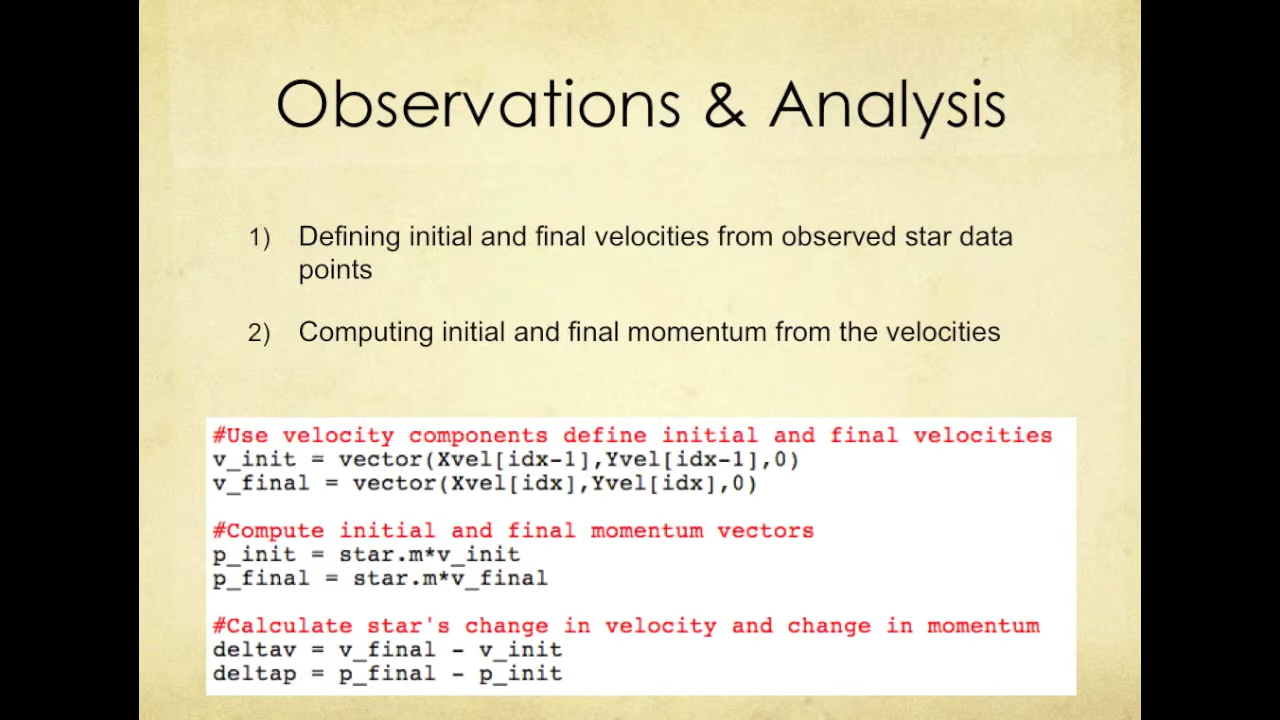 Observations & Analysis
1) Defining initial and final velocities from observed star data
points
2) Computing initial and final momentum from the velocities
#Use velocity components define initial and final velocities
v_init = vector(Xvel[idx-1],Yvel[idx-1],0)
v_final = vector(Xvel[idx],Yvel[idx],0)
#Compute initial and final momentum vectors
p_init = star.m*v_init
p_final = star.m*v_final
#Calculate star's change in velocity and change in momentum
deltav = v_final - v_init
deltap = p_final - p_init